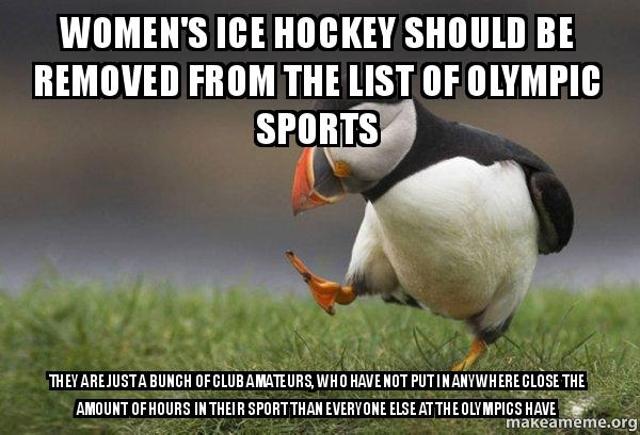 WOMEN'S ICE HOCKEY SHOULD BE
REMOVED FROM THE LIST OF OLYMPIC
SPORTS
THEY ARE JUST A BUNCH OF CLUB AMATEURS, WHO HAVE NOT PUT IN ANYWHERE CLOSE THE
AMOUNT OF HOURS IN THEIR SPORT THAN EVERYONE ELSE AT THE OLYMPICS HAVE
makeameme.org